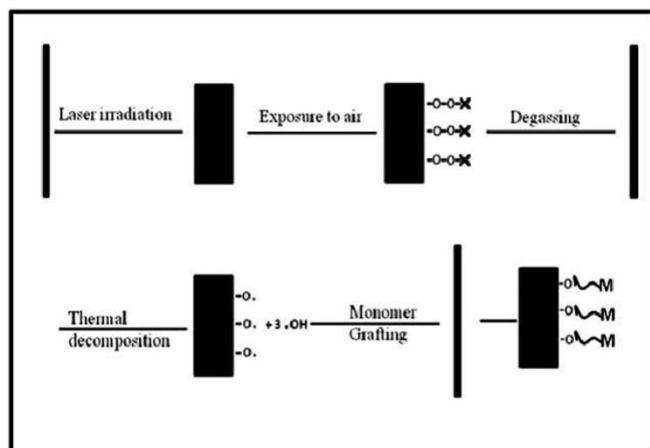 Laser irradiation
Exposure to air
-O-O-X
-O-O-X
-O-O-X
Degassing
Thermal
decomposition
-O.
-O. +3 .OH
-O.
Monomer
Grafting
-O M
-O M
-O M